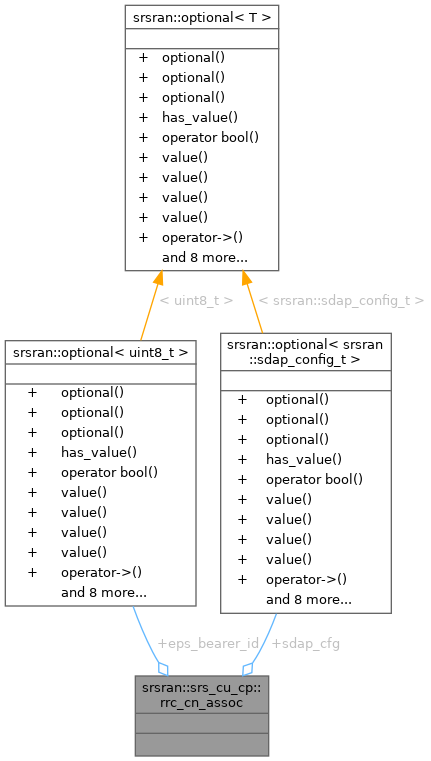 srsran::optional< T >
+ optional()
+ optional()
+ optional()
+ has_value()
+ operator bool()
+ value()
+ value()
+ value()
+ value()
+ operator->()
and 8 more...
< uint8_t >
< srsran::sdap_config_t >
srsran::optional< uint8_t >
+ optional()
+ optional()
+ optional()
+ has_value()
+ operator bool()
+ value()
+ value()
+ value()
+ value()
+ operator->()
and 8 more...
srsran::optional< srsran
::sdap_config_t >
+ optional()
+ optional()
+ optional()
+ has_value()
+ operator bool()
+ value()
+ value()
+ value()
+ value()
+ operator->()
and 8 more...
+eps_bearer_id
+sdap_cfg
srsran::srs_cu_cp::
rrc_cn_assoc